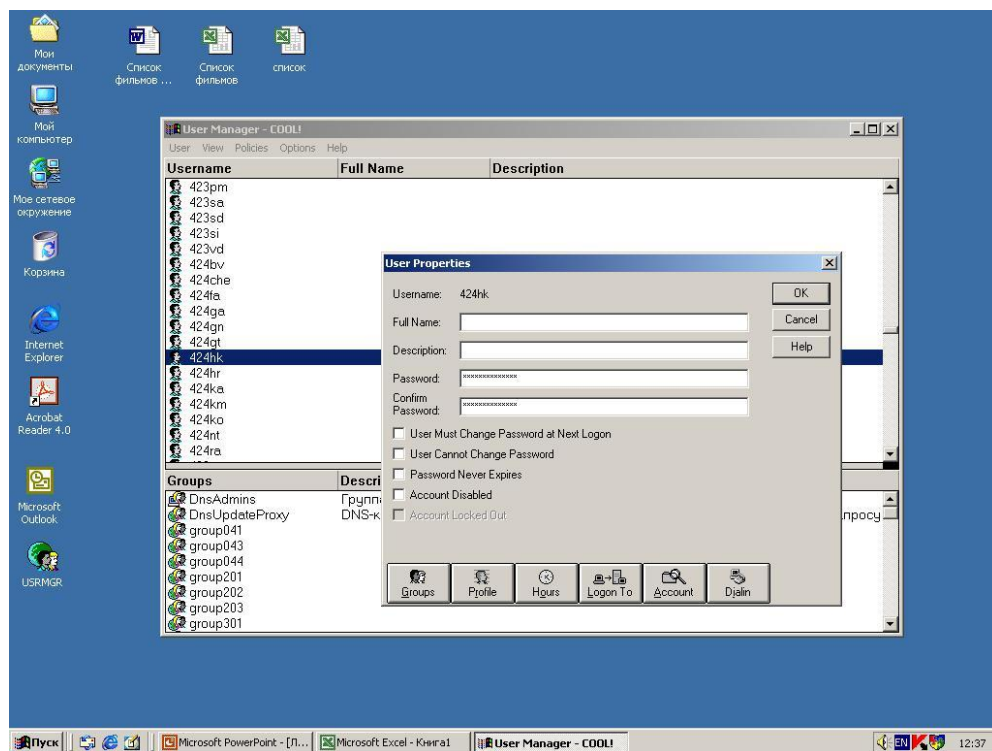 Мои
документы
Список
фильмов ...
Список
фильмов
список
Мой
компьютер
Мое сетевое
окружение
Корзина
Internet
Explorer
Acrobat
Reader 4.0
Microsoft
Outlook
USRMGR
User Manager - COOL!
User View Policies Options Help
Username Full Name Description
423pm
423sa
423sd
423si
423vd
424bv
424che
424fa
424ga
424gn
424gt
424hk
424hr
424ka
424km
424ko
424nt
424ra
Groups Descri
DnsAdmins Группа
DnsUpdateProxy DNS-к апросу
group041
group043
group044
group201
group202
group203
group301
User Properties
Username: 424hk
Full Name:
Description:
Password: **************
Confirm
Password: **************
User Must Change Password at Next Logon
User Cannot Change Password
Password Never Expires
Account Disabled
Account Locked Out
OK
Cancel
Help
Groups Profile Hours Logon To Account Dialin
Пуск Microsoft PowerPoint - [Л... Microsoft Excel - Книга1 User Manager - COOL! EN 12:37